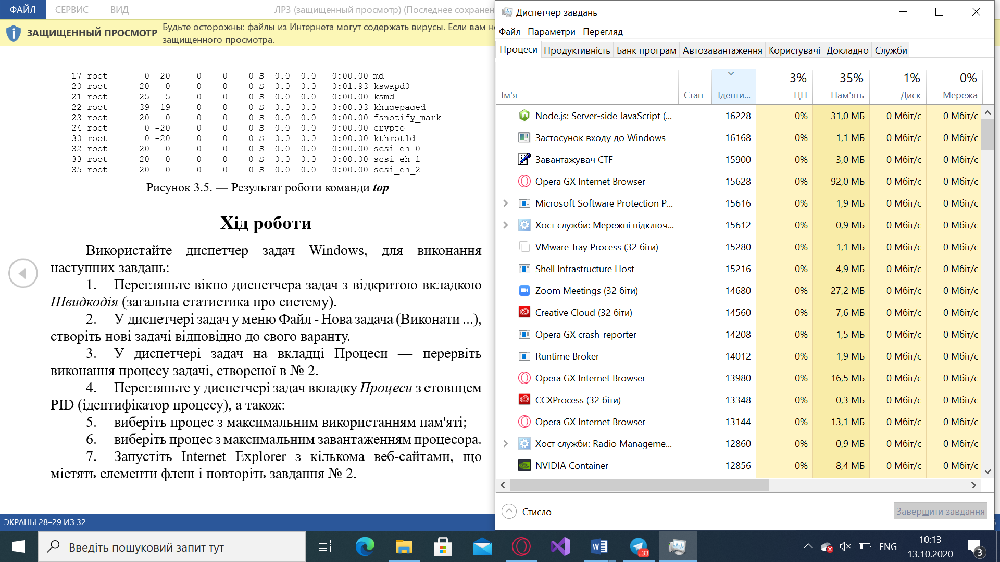 ФАЙЛ СЕРВИС ВИД ЛР3 (защищенный просмотр) (Последнее сохранен
ЗАЩИЩЕННЫЙ ПРОСМОТР Будьте осторожны: файлы из Интернета могут содержать вирусы. Если вам не
защищенного просмотра.
17 root 0 -20 0 0 0 S 0.0 0.0 0:00.00 md
20 root 20 0 0 0 0 S 0.0 0.0 0:01.93 kswapd0
21 root 25 5 0 0 0 S 0.0 0.0 0:00.00 ksmd
22 root 39 19 0 0 0 S 0.0 0.0 0:00.33 khugepaged
23 root 20 0 0 0 0 S 0.0 0.0 0:00.00 fsnotify_mark
24 root 0 -20 0 0 0 S 0.0 0.0 0:00.00 crypto
30 root 0 -20 0 0 0 S 0.0 0.0 0:00.00 kthrotld
32 root 20 0 0 0 0 S 0.0 0.0 0:00.00 scsi_eh_0
33 root 20 0 0 0 0 S 0.0 0.0 0:00.00 scsi_eh_1
35 root 20 0 0 0 0 S 0.0 0.0 0:00.00 scsi_eh_2
Рисунок 3.5. — Результат роботи команди top
Хід роботи
Використайте диспетчер задач Windows, для виконання
наступних завдань:
1. Перегляньте вікно диспетчера задач з відкритою вкладкою
Швидкодія (загальна статистика про систему).
2. У диспетчері задач у меню Файл - Нова задача (Виконати ...),
створіть нові задачі відповідно до свого варанту.
3. У диспетчері задач на вкладці Процеси — перервіть
виконання процесу задачі, створеної в № 2.
4. Перегляньте у диспетчері задач вкладку Процеси з стовпцем
PID (ідентифікатор процесу), а також:
5. виберіть процес з максимальним використанням пам'яті;
6. виберіть процес з максимальним завантаженням процесора.
7. Запустіть Internet Explorer з кількома веб-сайтами, що
містять елементи флеш і повторіть завдання № 2.
ЭКРАНЫ 28–29 ИЗ 32
Диспетчер завдань
Файл Параметри Перегляд
Процеси Продуктивність Банк програм Автозавантаження Користувачі Докладно Служби
3% 35% 1% 0%
Ім'я Стан Іденти... ЦП Пам'ять Диск Мережа
Node.js: Server-side JavaScript (... 16228 0% 31,0 МБ 0 Мбіт/с 0 Мбіт/с
Застосунок входу до Windows 16168 0% 1,1 МБ 0 Мбіт/с 0 Мбіт/с
Завантажувач CTF 15900 0% 3,0 МБ 0 Мбіт/с 0 Мбіт/с
Opera GX Internet Browser 15628 0% 92,0 МБ 0 Мбіт/с 0 Мбіт/с
Microsoft Software Protection P... 15616 0% 1,9 МБ 0 Мбіт/с 0 Мбіт/с
Хост служби: Мережні підключ... 15612 0% 0,9 МБ 0 Мбіт/с 0 Мбіт/с
VMware Tray Process (32 біти) 15280 0% 1,1 МБ 0 Мбіт/с 0 Мбіт/с
Shell Infrastructure Host 15216 0% 4,9 МБ 0 Мбіт/с 0 Мбіт/с
Zoom Meetings (32 біти) 14680 0% 27,2 МБ 0 Мбіт/с 0 Мбіт/с
Creative Cloud (32 біти) 14560 0% 7,6 МБ 0 Мбіт/с 0 Мбіт/с
Opera GX crash-reporter 14208 0% 1,5 МБ 0 Мбіт/с 0 Мбіт/с
Runtime Broker 14012 0% 1,9 МБ 0 Мбіт/с 0 Мбіт/с
Opera GX Internet Browser 13980 0% 16,5 МБ 0 Мбіт/с 0 Мбіт/с
CCXProcess (32 біти) 13348 0% 0,3 МБ 0 Мбіт/с 0 Мбіт/с
Opera GX Internet Browser 13144 0% 13,1 МБ 0 Мбіт/с 0 Мбіт/с
Хост служби: Radio Manageme... 12860 0% 0,9 МБ 0 Мбіт/с 0 Мбіт/с
NVIDIA Container 12856 0% 8,4 МБ 0 Мбіт/с 0 Мбіт/с
Стисло Завершити завдання
Введіть пошуковий запит тут ..33 ENG 10:13
13.10.2020 3